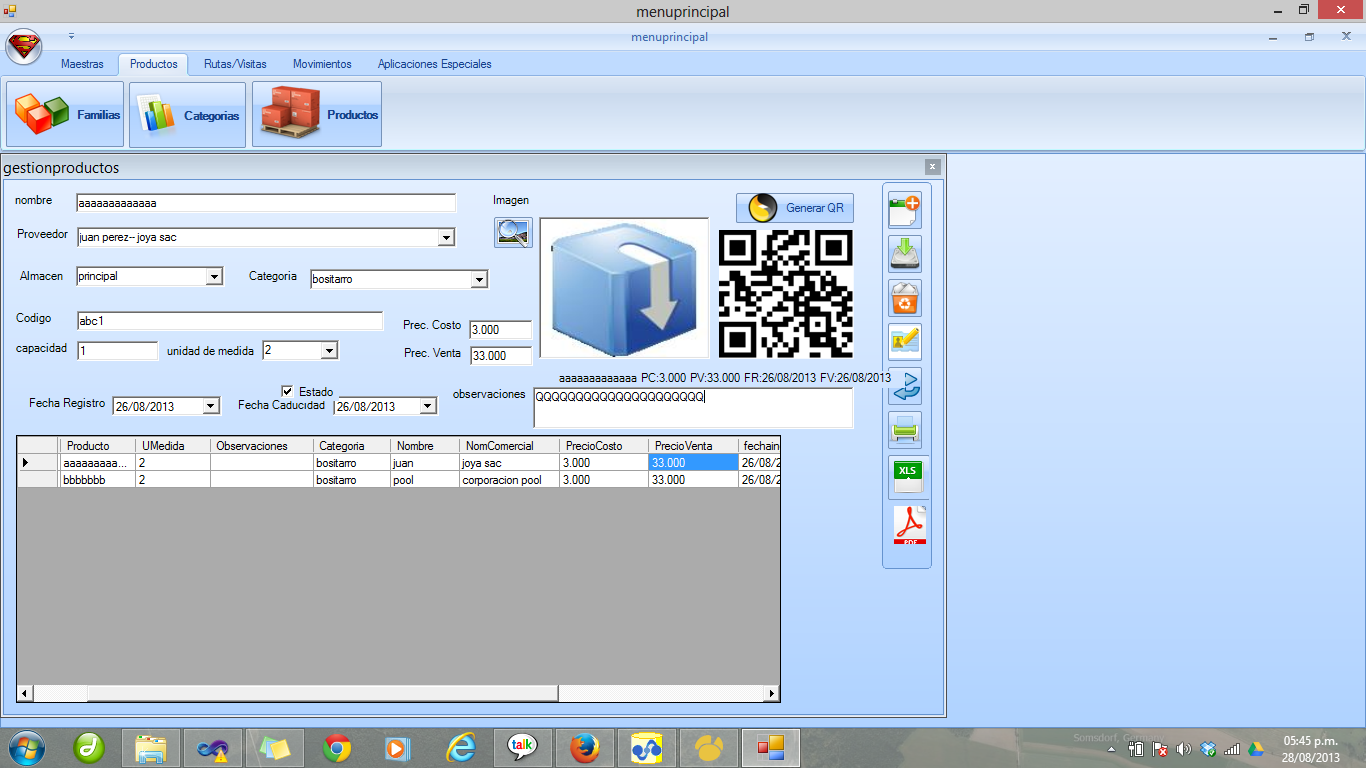 menuprincipal
menuprincipal
Maestras Productos Rutas/Visitas Movimientos Aplicaciones Especiales
Familias Categorias Productos
gestionproductos
nombre aaaaaaaaaaaaa Imagen Generar QR
Proveedor juan perez-- joya sac
Almacen principal Categoria bositarro
Codigo abc1 Prec. Costo 3.000
capacidad 1 unidad de medida 2 Prec. Venta 33.000
aaaaaaaaaaaaa PC:3.000 PV:33.000 FR:26/08/2013 FV:26/08/2013
Estado
Fecha Registro 26/08/2013 Fecha Caducidad 26/08/2013 observaciones QQQQQQQQQQQQQQQQQQQQQ
Producto UMedida Observaciones Categoria Nombre NomComercial PrecioCosto PrecioVenta fechain
aaaaaaaaa... 2 bositarro juan joya sac 3.000 33.000 26/08/2
bbbbbbb 2 bositarro pool corporacion pool 3.000 33.000 26/08/2
XLS
PDF
talk
Somsdorf, Germany
05:45 p.m.
28/08/2013